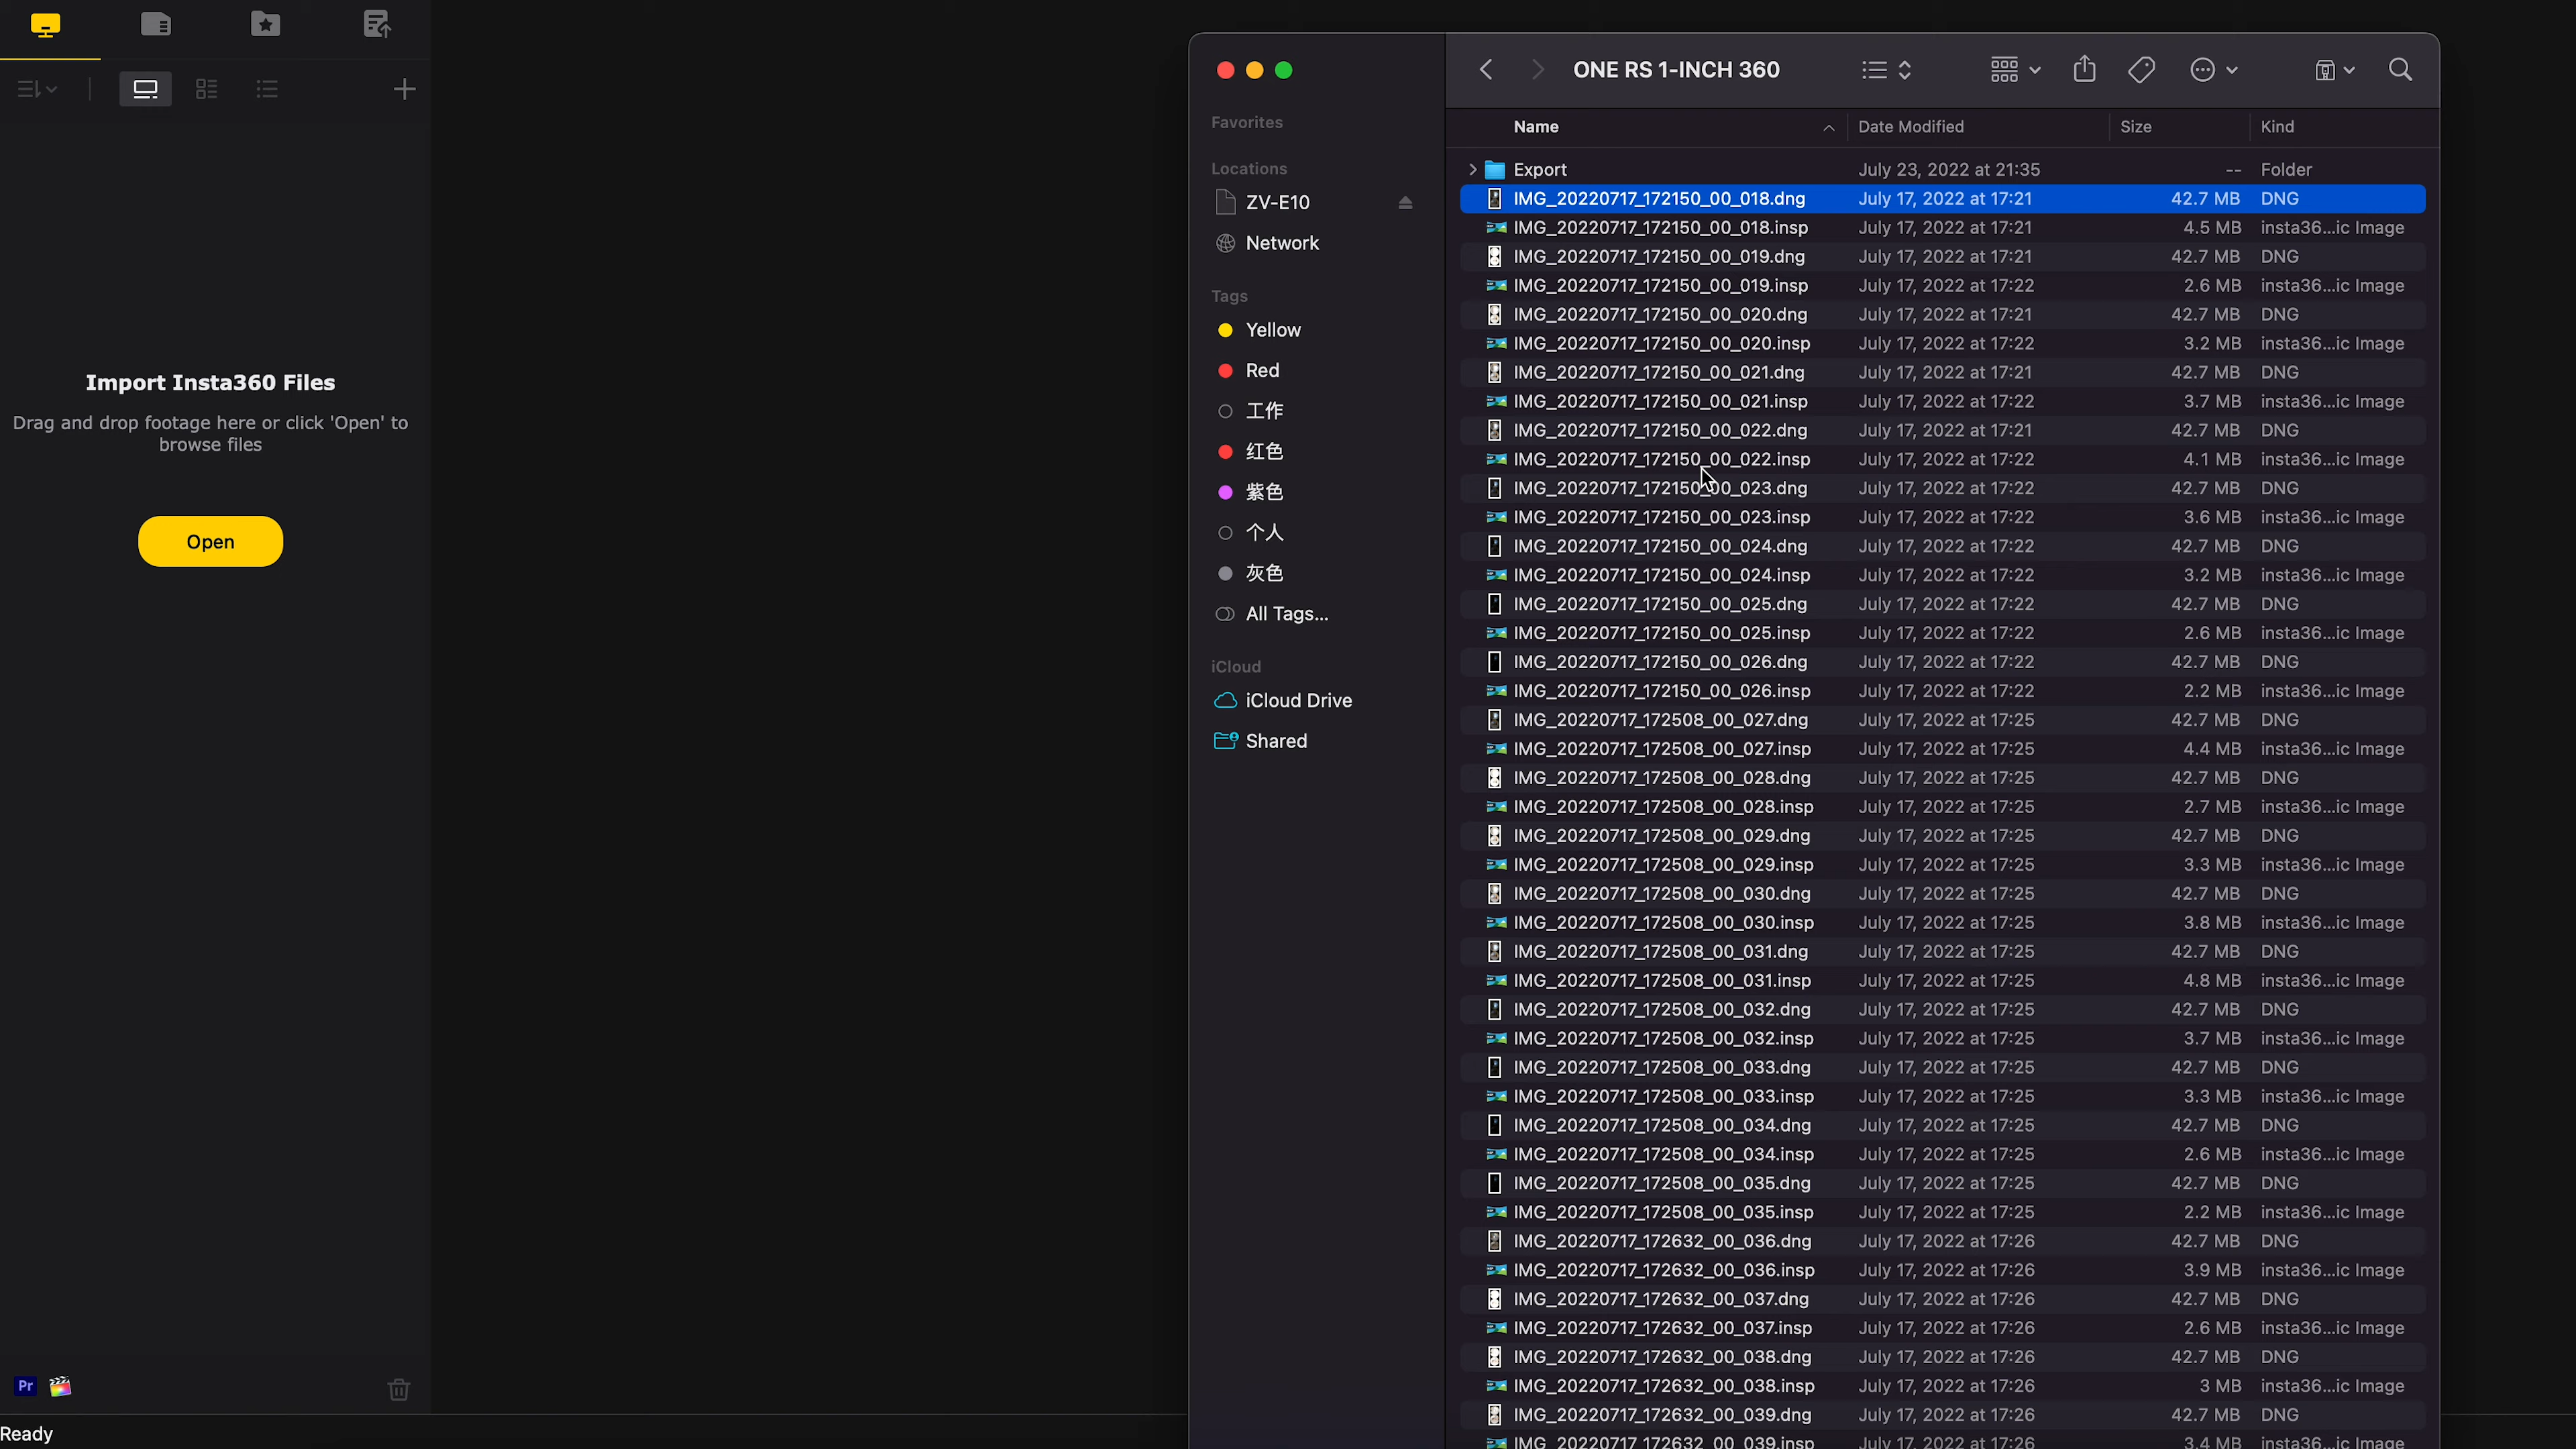 Import Insta360 Files
Drag and drop footage here or click 'Open' to
browse files
Open
Pr
Ready
Favorites
Locations
ZV-E10
Network
Tags
Yellow
Red
工作
红色
紫色
个人
灰色
All Tags...
iCloud
iCloud Drive
Shared
ONE RS 1-INCH 360
Name Date Modified Size Kind
Export July 23, 2022 at 21:35 -- Folder
IMG_20220717_172150_00_018.dng July 17, 2022 at 17:21 42.7 MB DNG
IMG_20220717_172150_00_018.insp July 17, 2022 at 17:21 4.5 MB insta36...ic Image
IMG_20220717_172150_00_019.dng July 17, 2022 at 17:21 42.7 MB DNG
IMG_20220717_172150_00_019.insp July 17, 2022 at 17:22 2.6 MB insta36...ic Image
IMG_20220717_172150_00_020.dng July 17, 2022 at 17:21 42.7 MB DNG
IMG_20220717_172150_00_020.insp July 17, 2022 at 17:22 3.2 MB insta36...ic Image
IMG_20220717_172150_00_021.dng July 17, 2022 at 17:21 42.7 MB DNG
IMG_20220717_172150_00_021.insp July 17, 2022 at 17:22 3.7 MB insta36...ic Image
IMG_20220717_172150_00_022.dng July 17, 2022 at 17:21 42.7 MB DNG
IMG_20220717_172150_00_022.insp July 17, 2022 at 17:22 4.1 MB insta36...ic Image
IMG_20220717_172150_00_023.dng July 17, 2022 at 17:22 42.7 MB DNG
IMG_20220717_172150_00_023.insp July 17, 2022 at 17:22 3.6 MB insta36...ic Image
IMG_20220717_172150_00_024.dng July 17, 2022 at 17:22 42.7 MB DNG
IMG_20220717_172150_00_024.insp July 17, 2022 at 17:22 3.2 MB insta36...ic Image
IMG_20220717_172150_00_025.dng July 17, 2022 at 17:22 42.7 MB DNG
IMG_20220717_172150_00_025.insp July 17, 2022 at 17:22 2.6 MB insta36...ic Image
IMG_20220717_172150_00_026.dng July 17, 2022 at 17:22 42.7 MB DNG
IMG_20220717_172150_00_026.insp July 17, 2022 at 17:22 2.2 MB insta36...ic Image
IMG_20220717_172508_00_027.dng July 17, 2022 at 17:25 42.7 MB DNG
IMG_20220717_172508_00_027.insp July 17, 2022 at 17:25 4.4 MB insta36...ic Image
IMG_20220717_172508_00_028.dng July 17, 2022 at 17:25 42.7 MB DNG
IMG_20220717_172508_00_028.insp July 17, 2022 at 17:25 2.7 MB insta36...ic Image
IMG_20220717_172508_00_029.dng July 17, 2022 at 17:25 42.7 MB DNG
IMG_20220717_172508_00_029.insp July 17, 2022 at 17:25 3.3 MB insta36...ic Image
IMG_20220717_172508_00_030.dng July 17, 2022 at 17:25 42.7 MB DNG
IMG_20220717_172508_00_030.insp July 17, 2022 at 17:25 3.8 MB insta36...ic Image
IMG_20220717_172508_00_031.dng July 17, 2022 at 17:25 42.7 MB DNG
IMG_20220717_172508_00_031.insp July 17, 2022 at 17:25 4.8 MB insta36...ic Image
IMG_20220717_172508_00_032.dng July 17, 2022 at 17:25 42.7 MB DNG
IMG_20220717_172508_00_032.insp July 17, 2022 at 17:25 3.7 MB insta36...ic Image
IMG_20220717_172508_00_033.dng July 17, 2022 at 17:25 42.7 MB DNG
IMG_20220717_172508_00_033.insp July 17, 2022 at 17:25 3.3 MB insta36...ic Image
IMG_20220717_172508_00_034.dng July 17, 2022 at 17:25 42.7 MB DNG
IMG_20220717_172508_00_034.insp July 17, 2022 at 17:25 2.6 MB insta36...ic Image
IMG_20220717_172508_00_035.dng July 17, 2022 at 17:25 42.7 MB DNG
IMG_20220717_172508_00_035.insp July 17, 2022 at 17:25 2.2 MB insta36...ic Image
IMG_20220717_172632_00_036.dng July 17, 2022 at 17:26 42.7 MB DNG
IMG_20220717_172632_00_036.insp July 17, 2022 at 17:26 3.9 MB insta36...ic Image
IMG_20220717_172632_00_037.dng July 17, 2022 at 17:26 42.7 MB DNG
IMG_20220717_172632_00_037.insp July 17, 2022 at 17:26 2.6 MB insta36...ic Image
IMG_20220717_172632_00_038.dng July 17, 2022 at 17:26 42.7 MB DNG
IMG_20220717_172632_00_038.insp July 17, 2022 at 17:26 3 MB insta36...ic Image
IMG_20220717_172632_00_039.dng July 17, 2022 at 17:26 42.7 MB DNG
IMG_20220717_172632_00_039.insp July 17, 2022 at 17:26 3.4 MB insta36...ic Image